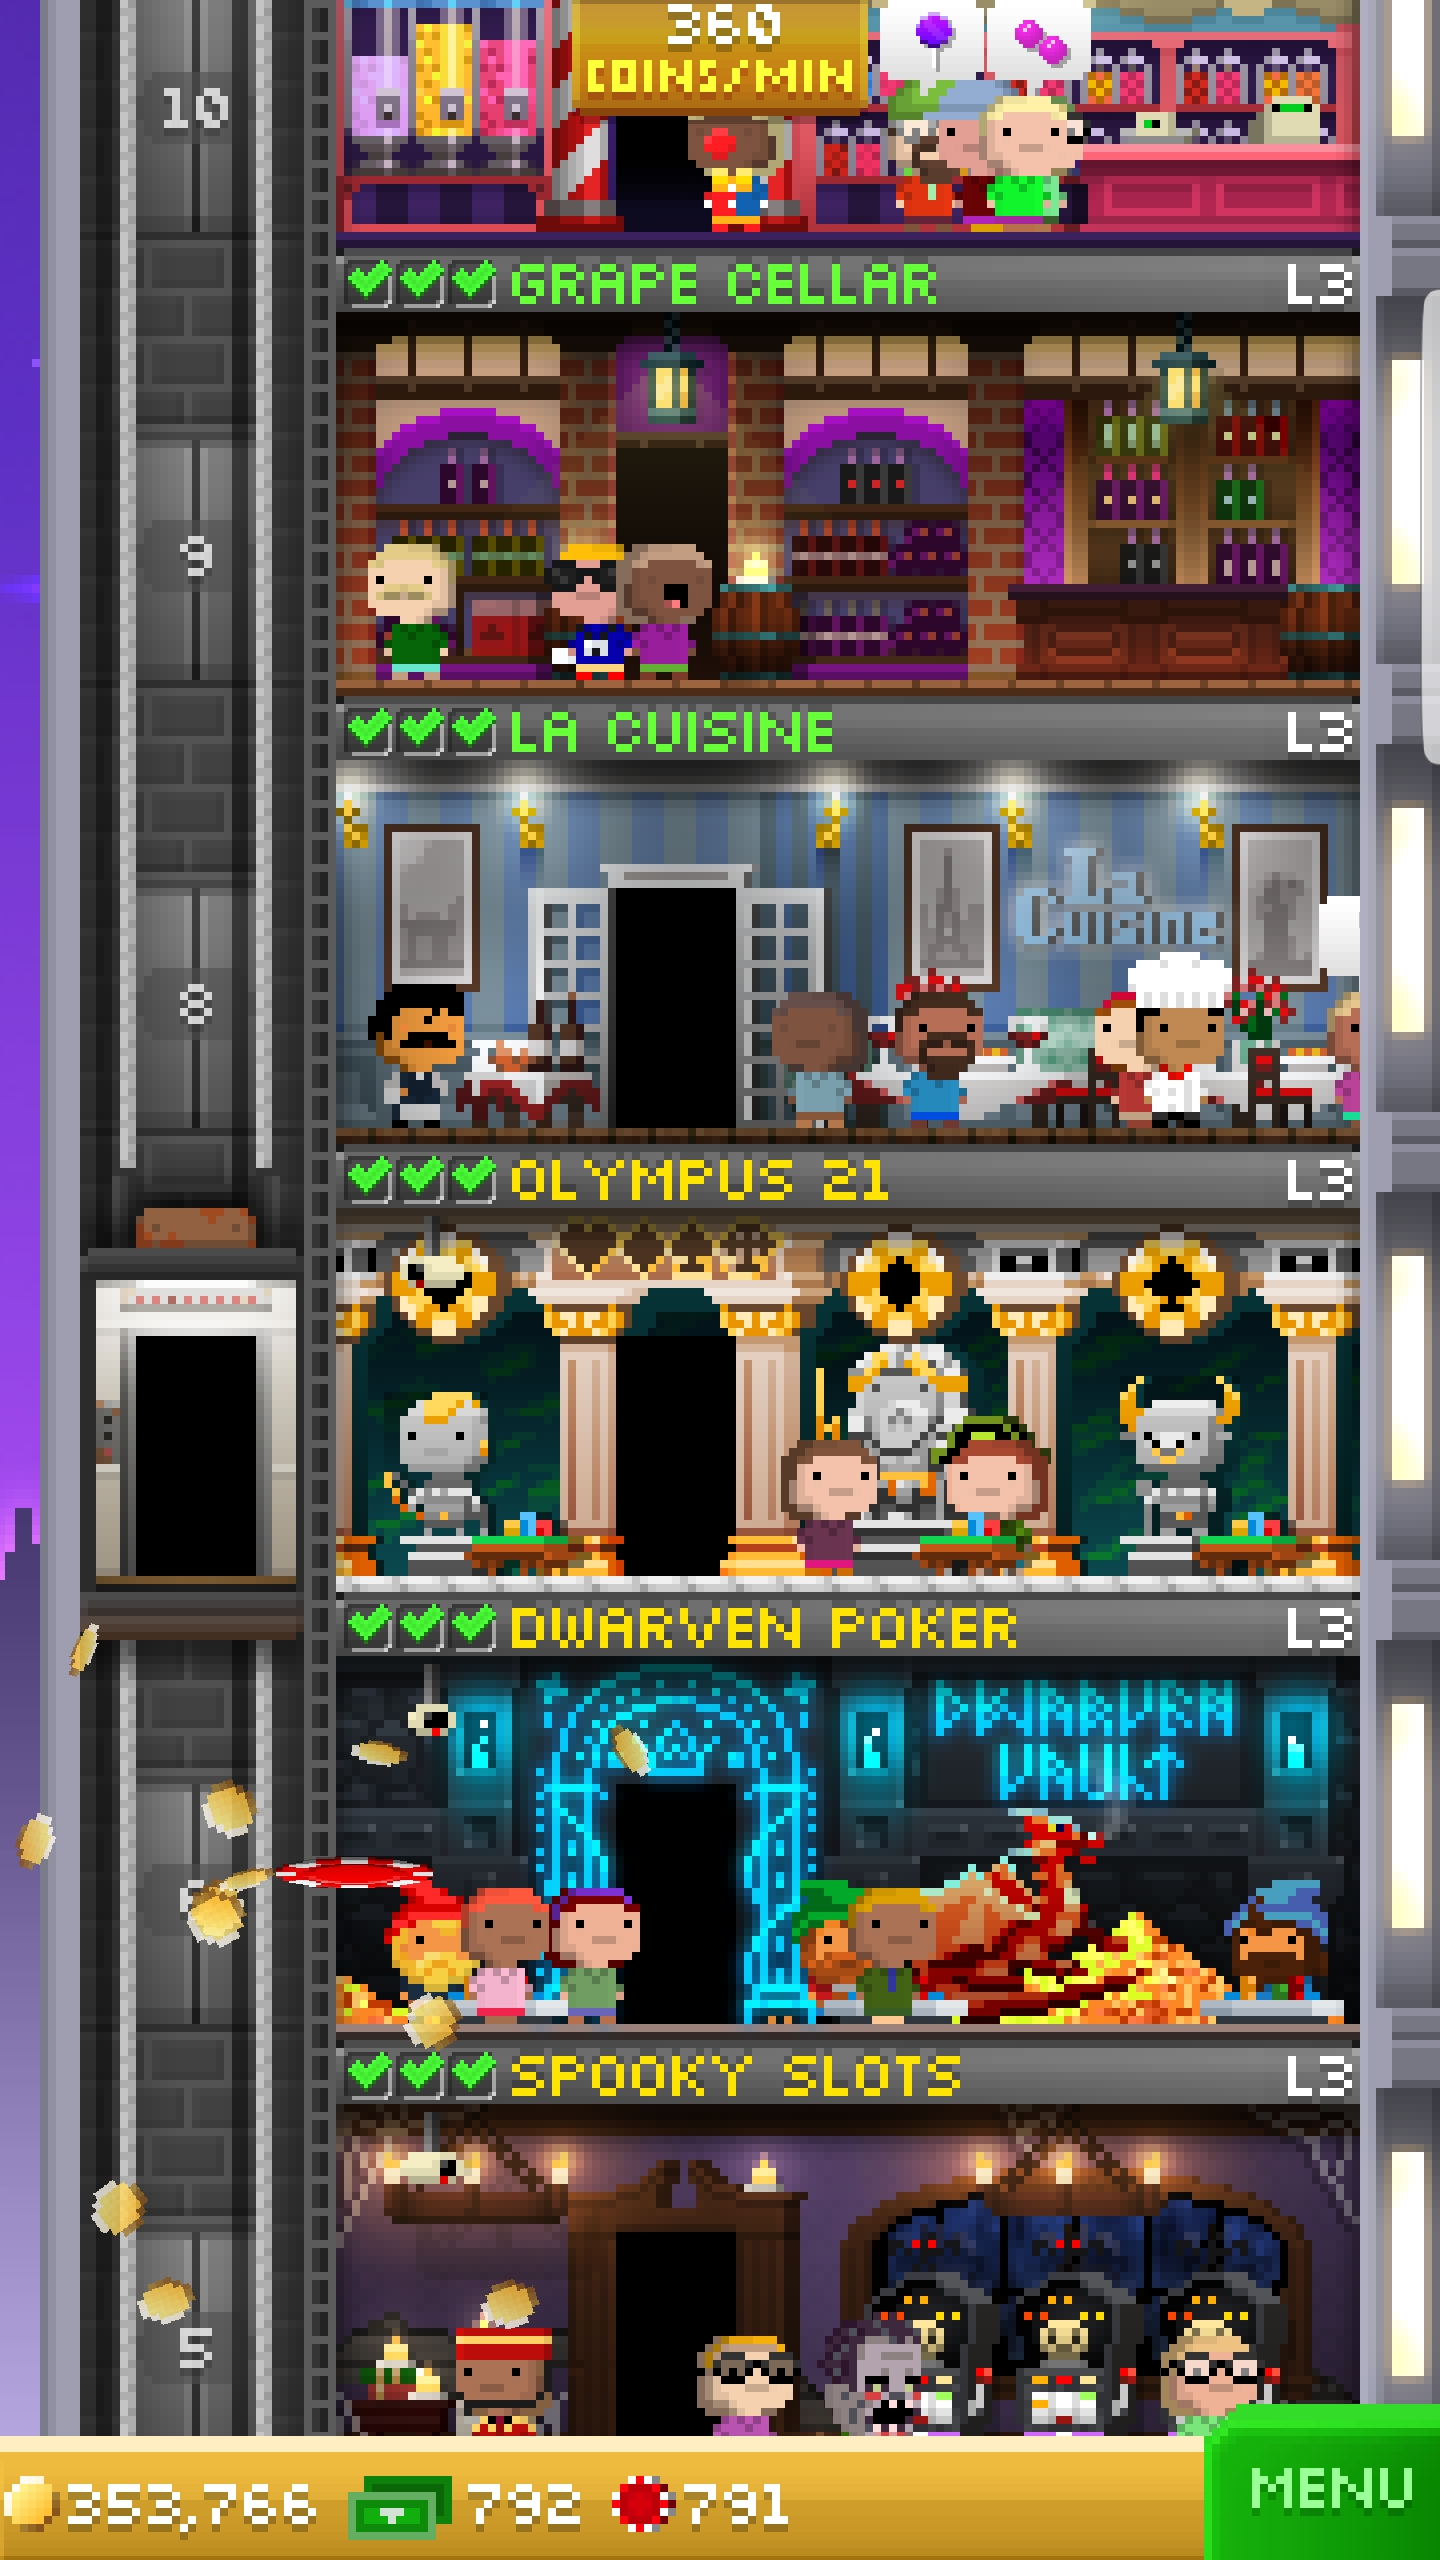 360
COINS/MIN
10
GRAPE CELLAR L3
9
LA CUISINE L3
La
Cuisine
8
OLYMPUS 21 L3
DWARVEN POKER L3
DWARVEN
VAULT
SPOOKY SLOTS L3
5
353,766 792 791
MENU